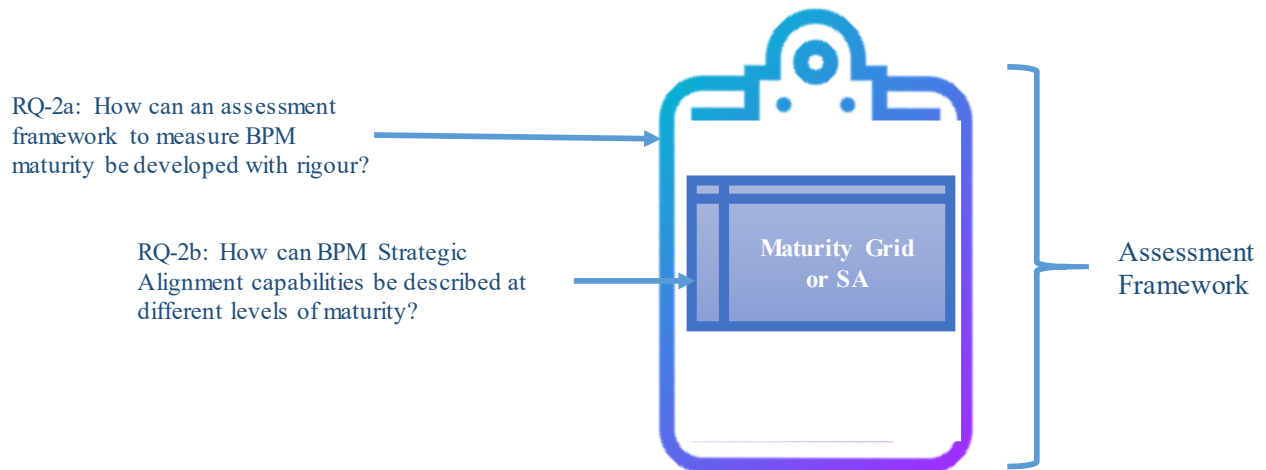 RQ-2a: How can an assessment
framework to measure BPM
maturity be developed with rigour?
RQ-2b: How can BPM Strategic
Alignment capabilities be described at
different levels of maturity?
Maturity Grid
or SA
Assessment
Framework